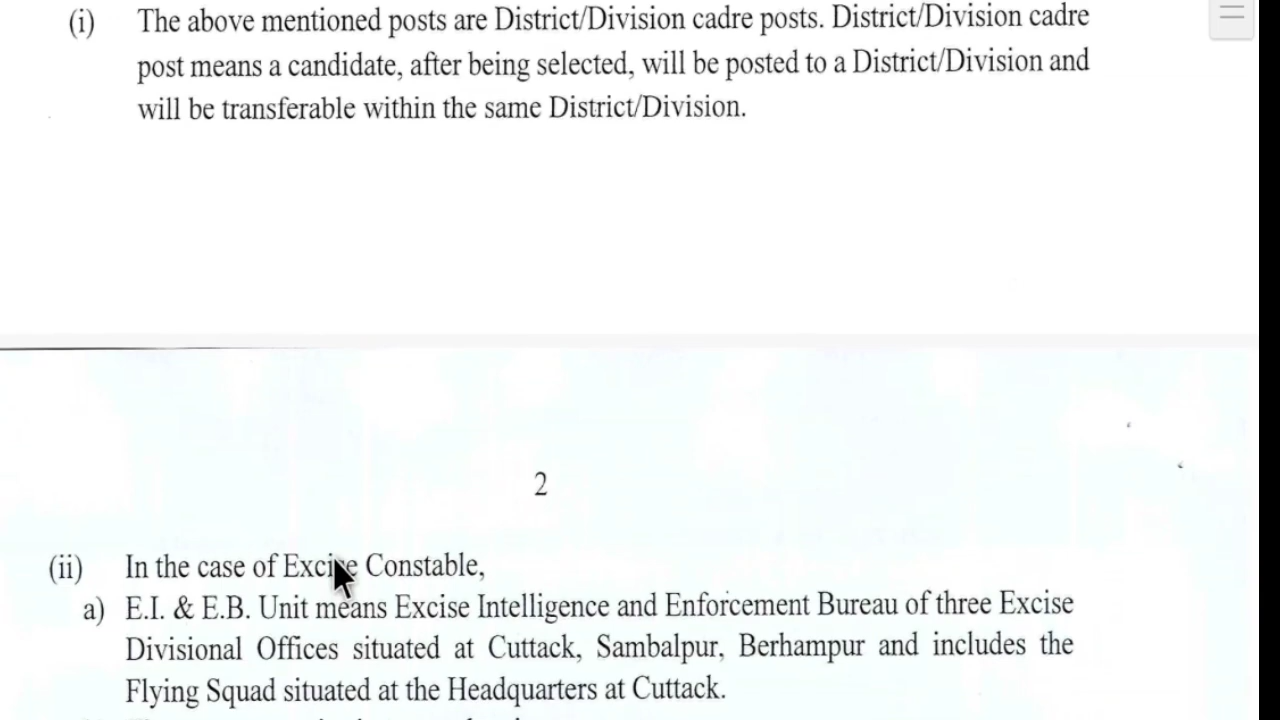 (i) The above mentioned posts are District/Division cadre posts. District/Division cadre
post means a candidate, after being selected, will be posted to a District/Division and
will be transferable within the same District/Division.
2
(ii) In the case of Excise Constable,
a) E.I. & E.B. Unit means Excise Intelligence and Enforcement Bureau of three Excise
Divisional Offices situated at Cuttack, Sambalpur, Berhampur and includes the
Flying Squad situated at the Headquarters at Cuttack.